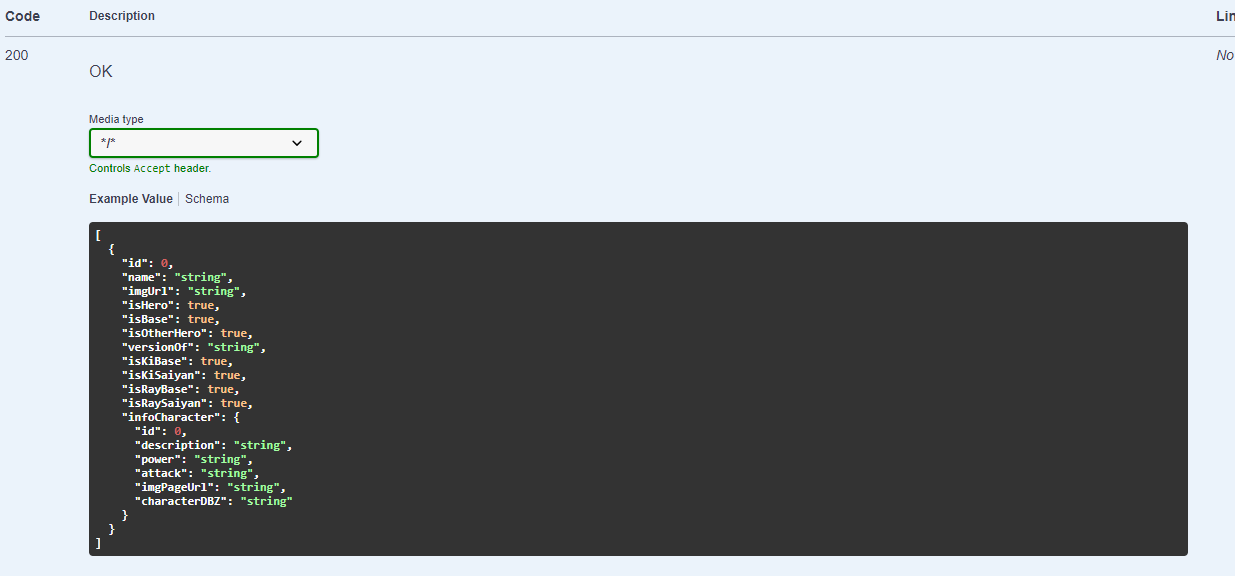 Code Description Lin
200 No
OK
Media type
*/*
Controls Accept header.
Example Value Schema
[
  {
    "id": 0,
    "name": "string",
    "imgUrl": "string",
    "isHero": true,
    "isBase": true,
    "isOtherHero": true,
    "versionOf": "string",
    "isKiBase": true,
    "isKiSaiyan": true,
    "isRayBase": true,
    "isRaySaiyan": true,
    "infoCharacter": {
      "id": 0,
      "description": "string",
      "power": "string",
      "attack": "string",
      "imgPageUrl": "string",
      "characterDBZ": "string"
    }
  }
]